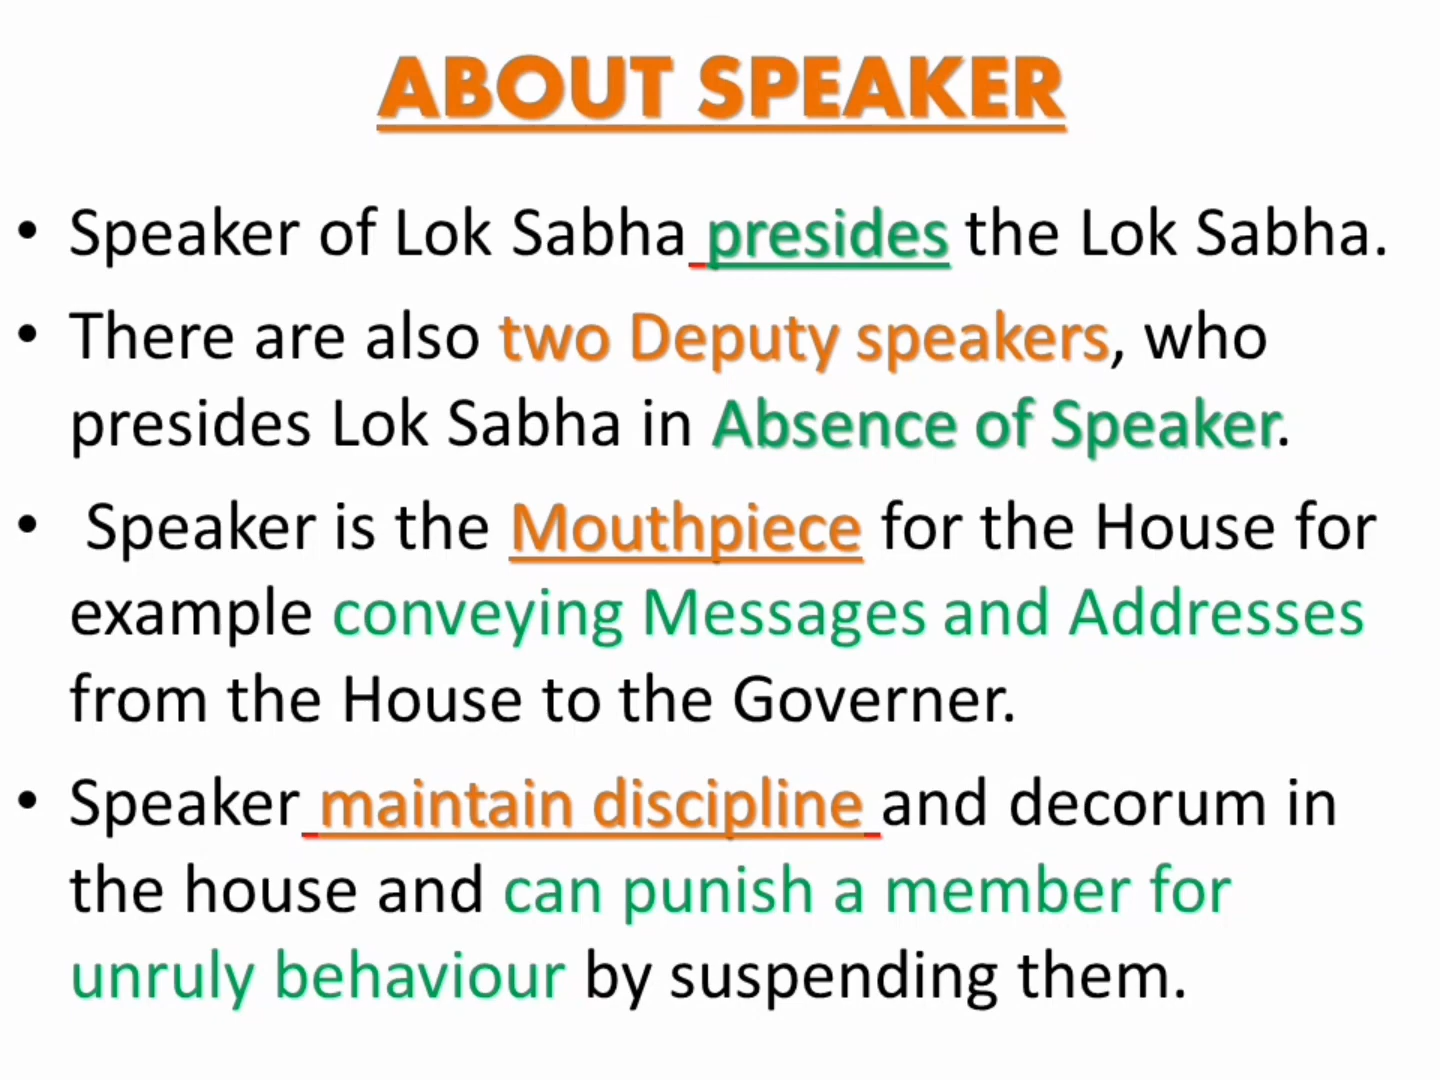 ABOUT SPEAKER
• Speaker of Lok Sabha presides the Lok Sabha.
• There are also two Deputy speakers, who
presides Lok Sabha in Absence of Speaker.
• Speaker is the Mouthpiece for the House for
example conveying Messages and Addresses
from the House to the Governer.
• Speaker maintain discipline and decorum in
the house and can punish a member for
unruly behaviour by suspending them.